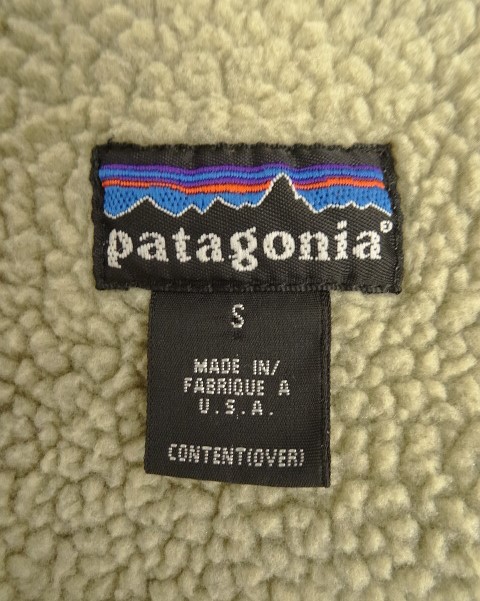 patagonia®
S
MADE IN/
FABRIQUE A
U.S.A.
CONTENT(OVER)